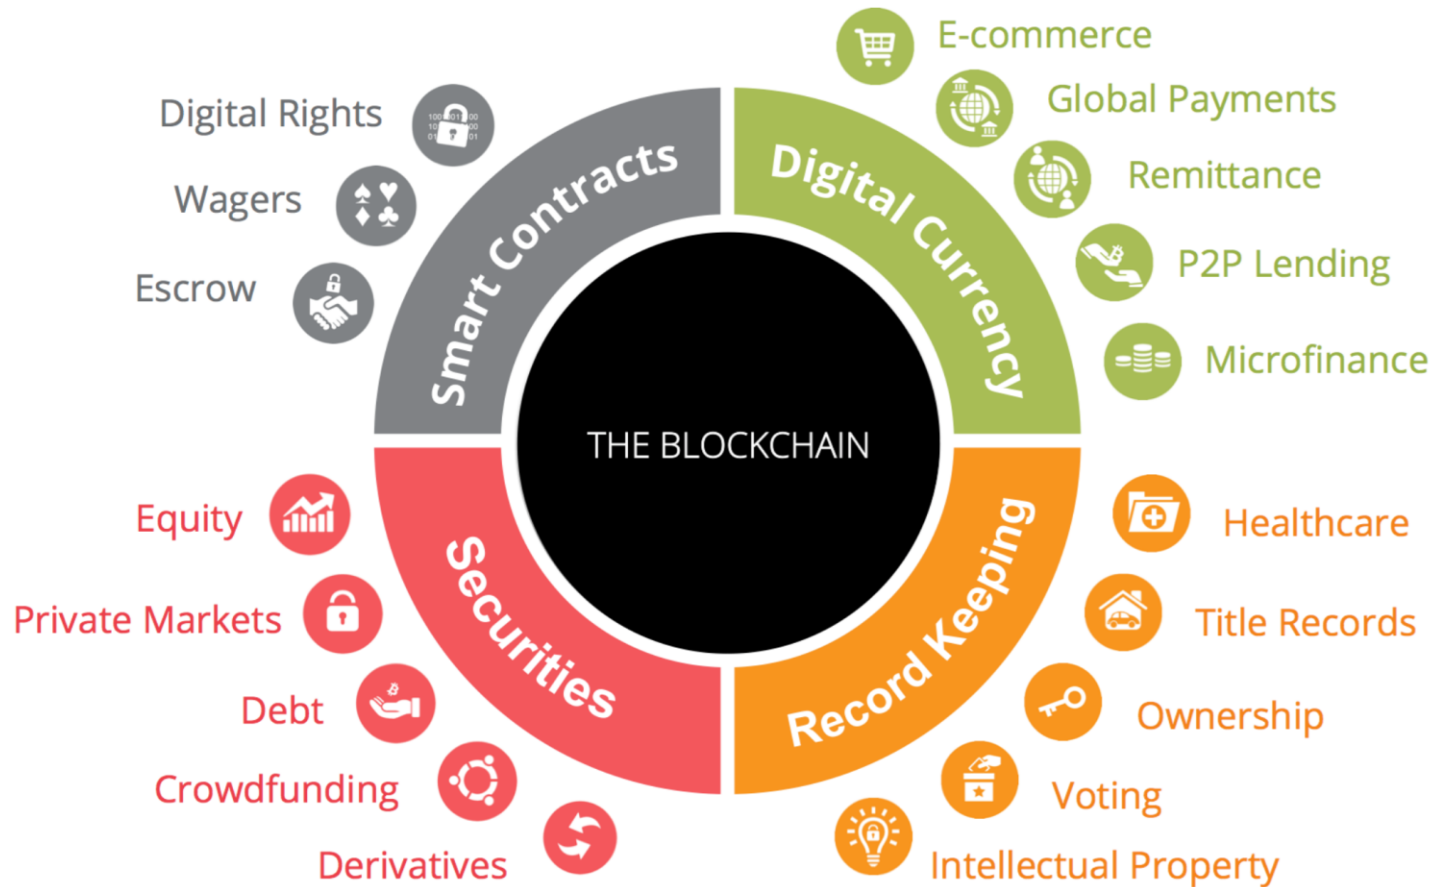 E-commerce
Digital Rights
Global Payments
Wagers
Remittance
Escrow
P2P Lending
Microfinance
Smart Contracts
Digital Currency
THE BLOCKCHAIN
Securities
Record Keeping
Equity
Healthcare
Private Markets
Title Records
Debt
Ownership
Crowdfunding
Voting
Derivatives
Intellectual Property